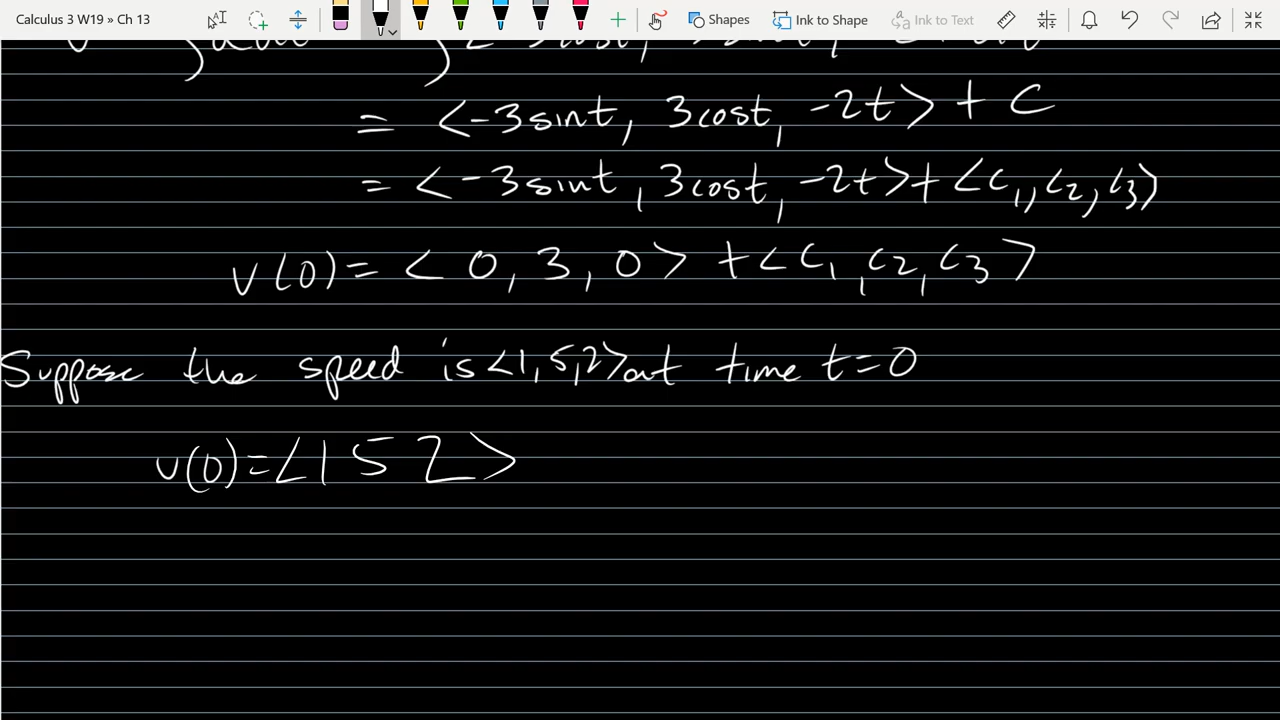 Calculus 3 W19 » Ch 13
Shapes
Ink to Shape
Ink to Text
= <-3sint, 3cost, -2t> + C
= <-3sint, 3cost, -2t> + <C1, C2, C3>
v(0) = <0, 3, 0> + <C1, C2, C3>
Suppose the speed is <1, 5, 2> at time t=0
v(0) = <1 5 2>